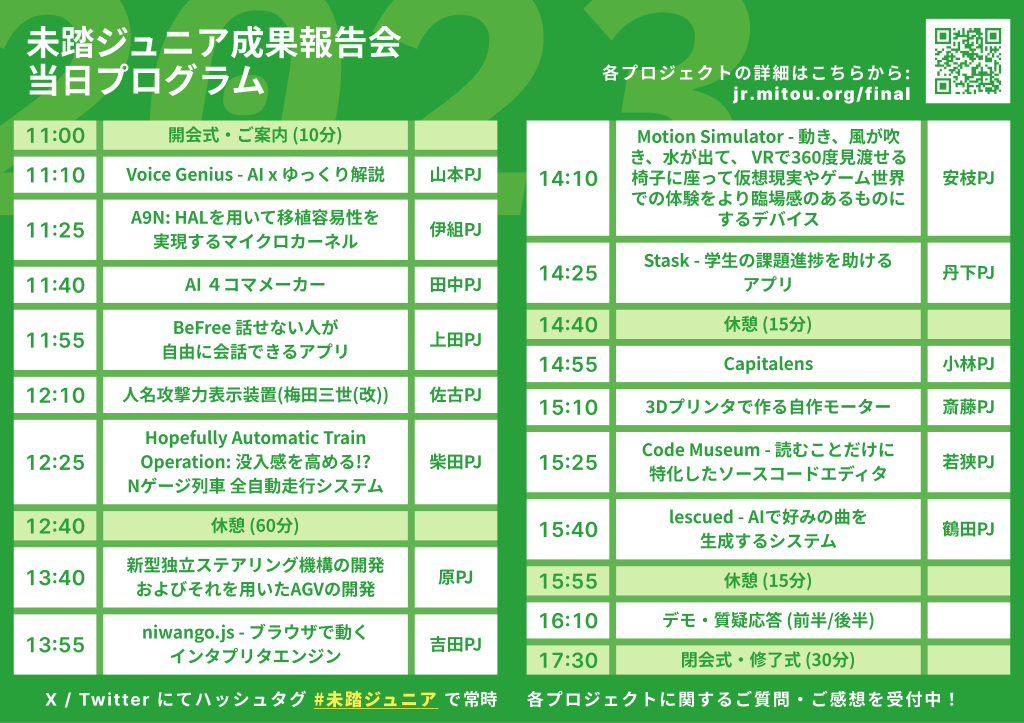 2023
未踏ジュニア成果報告会
当日プログラム
各プロジェクトの詳細はこちらから:
jr.mitou.org/final
11:00 開会式・ご案内 (10分)
11:10 Voice Genius - AI x ゆっくり解説 山本PJ
11:25 A9N: HALを用いて移植容易性を
実現するマイクロカーネル 伊組PJ
11:40 AI ４コマメーカー 田中PJ
11:55 BeFree 話せない人が
自由に会話できるアプリ 上田PJ
12:10 人名攻撃力表示装置(梅田三世(改)) 佐古PJ
12:25 Hopefully Automatic Train
Operation: 没入感を高める!?
Nゲージ列車 全自動走行システム 柴田PJ
12:40 休憩 (60分)
13:40 新型独立ステアリング機構の開発
およびそれを用いたAGVの開発 原PJ
13:55 niwango.js - ブラウザで動く
インタプリタエンジン 吉田PJ
14:10 Motion Simulator - 動き、風が吹
き、水が出て、 VRで360度見渡せる
椅子に座って仮想現実やゲーム世界
での体験をより臨場感のあるものに
するデバイス 安枝PJ
14:25 Stask - 学生の課題進捗を助ける
アプリ 丹下PJ
14:40 休憩 (15分)
14:55 Capitalens 小林PJ
15:10 3Dプリンタで作る自作モーター 斎藤PJ
15:25 Code Museum - 読むことだけに
特化したソースコードエディタ 若狭PJ
15:40 lescued - AIで好みの曲を
生成するシステム 鶴田PJ
15:55 休憩 (15分)
16:10 デモ・質疑応答 (前半/後半)
17:30 閉会式・修了式 (30分)
X / Twitter にてハッシュタグ #未踏ジュニア で常時 各プロジェクトに関するご質問・ご感想を受付中！